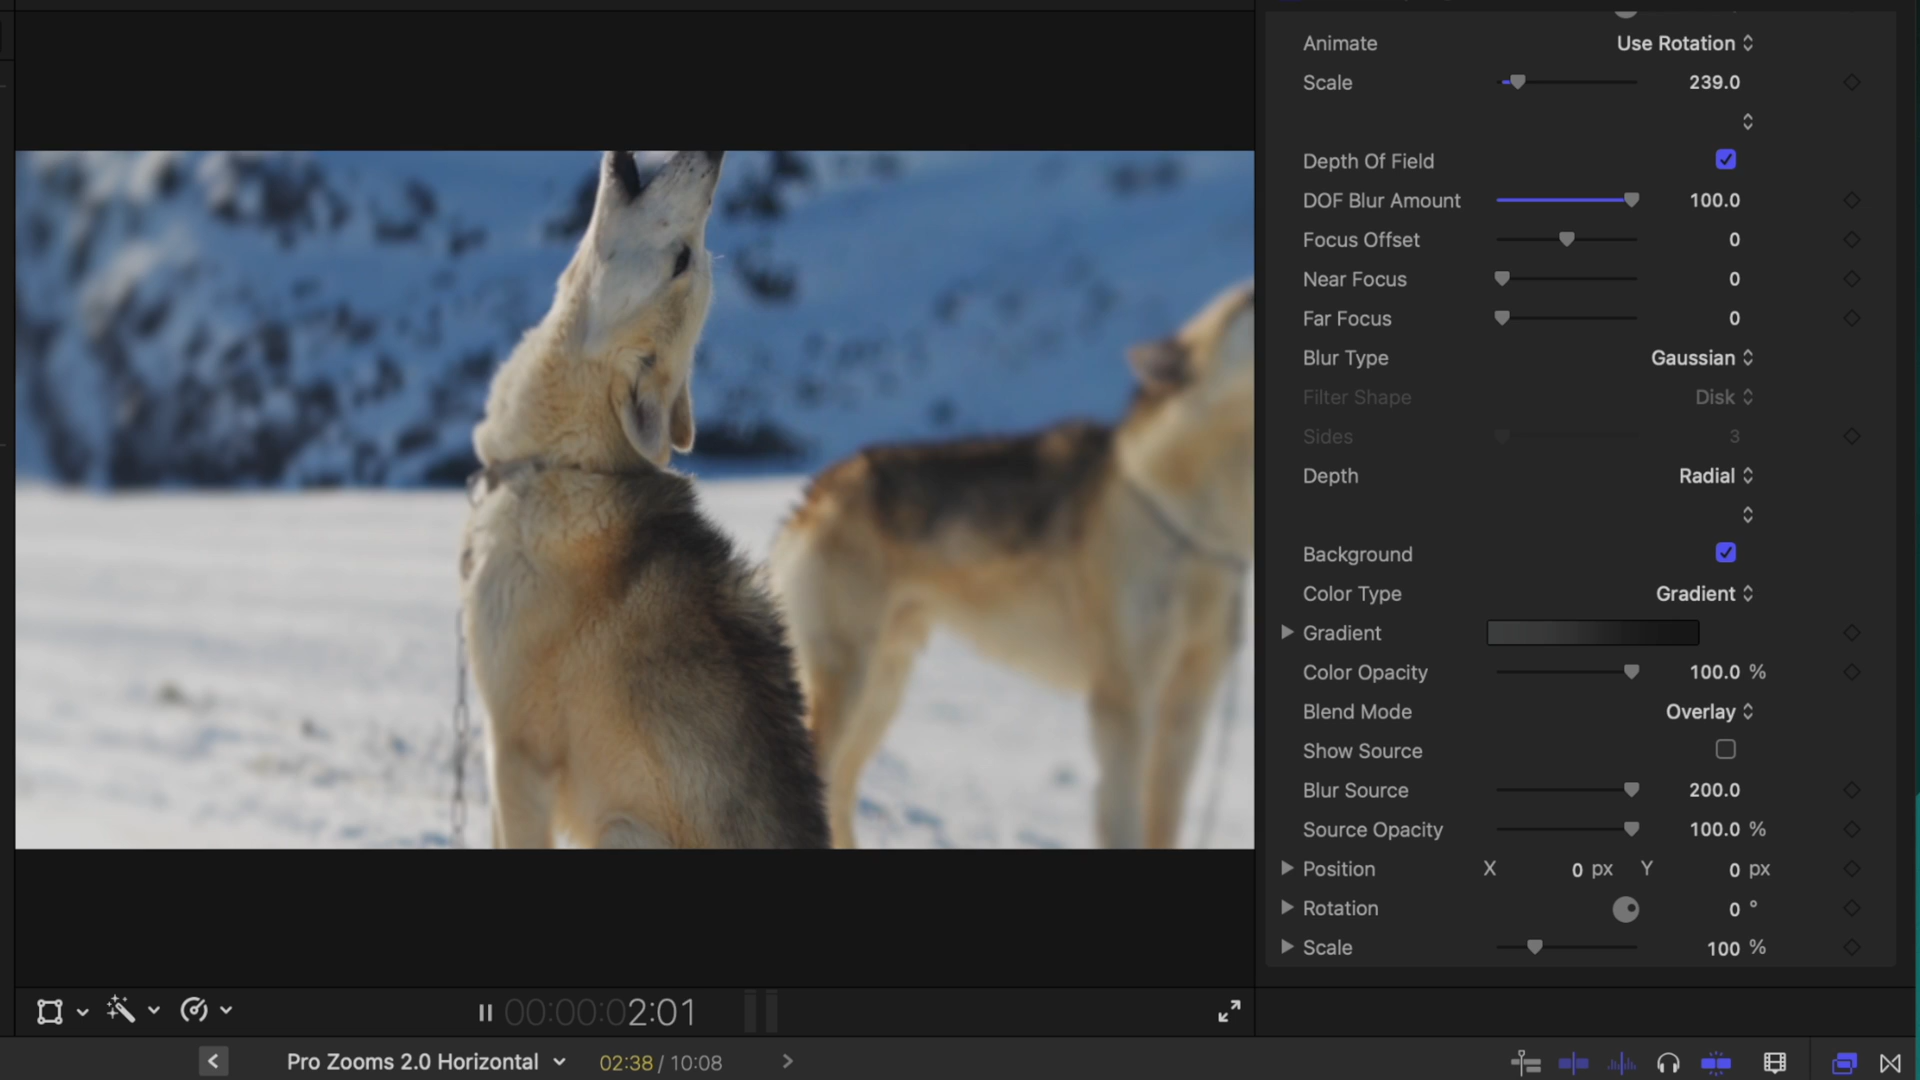 Animate Use Rotation
Scale 239.0
Depth Of Field
DOF Blur Amount 100.0
Focus Offset 0
Near Focus 0
Far Focus 0
Blur Type Gaussian
Filter Shape Disk
Sides 3
Depth Radial
Background
Color Type Gradient
Gradient
Color Opacity 100.0 %
Blend Mode Overlay
Show Source
Blur Source 200.0
Source Opacity 100.0 %
Position X 0 px Y 0 px
Rotation 0 °
Scale 100 %
00:00:02:01
Pro Zooms 2.0 Horizontal 02:38 / 10:08